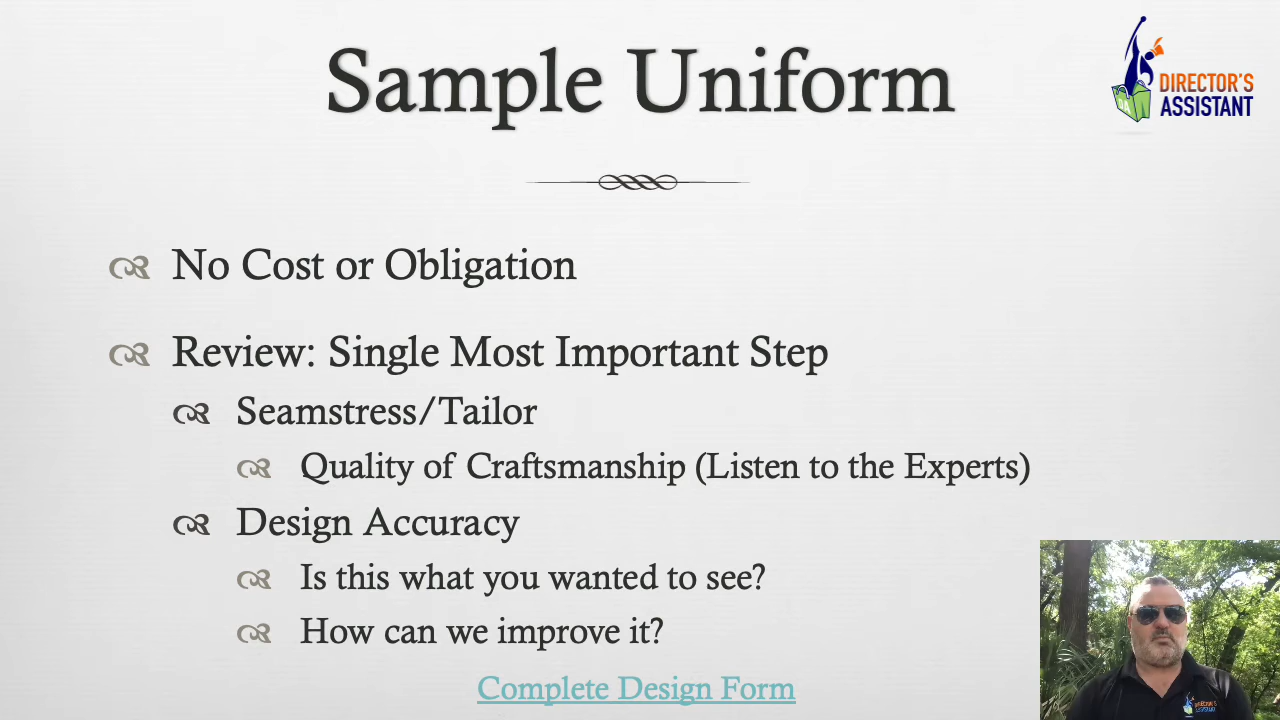 Sample Uniform
DIRECTOR'S
ASSISTANT
No Cost or Obligation
Review: Single Most Important Step
Seamstress/Tailor
Quality of Craftsmanship (Listen to the Experts)
Design Accuracy
Is this what you wanted to see?
How can we improve it?
Complete Design Form
DIRECTOR'S
ASSISTANT